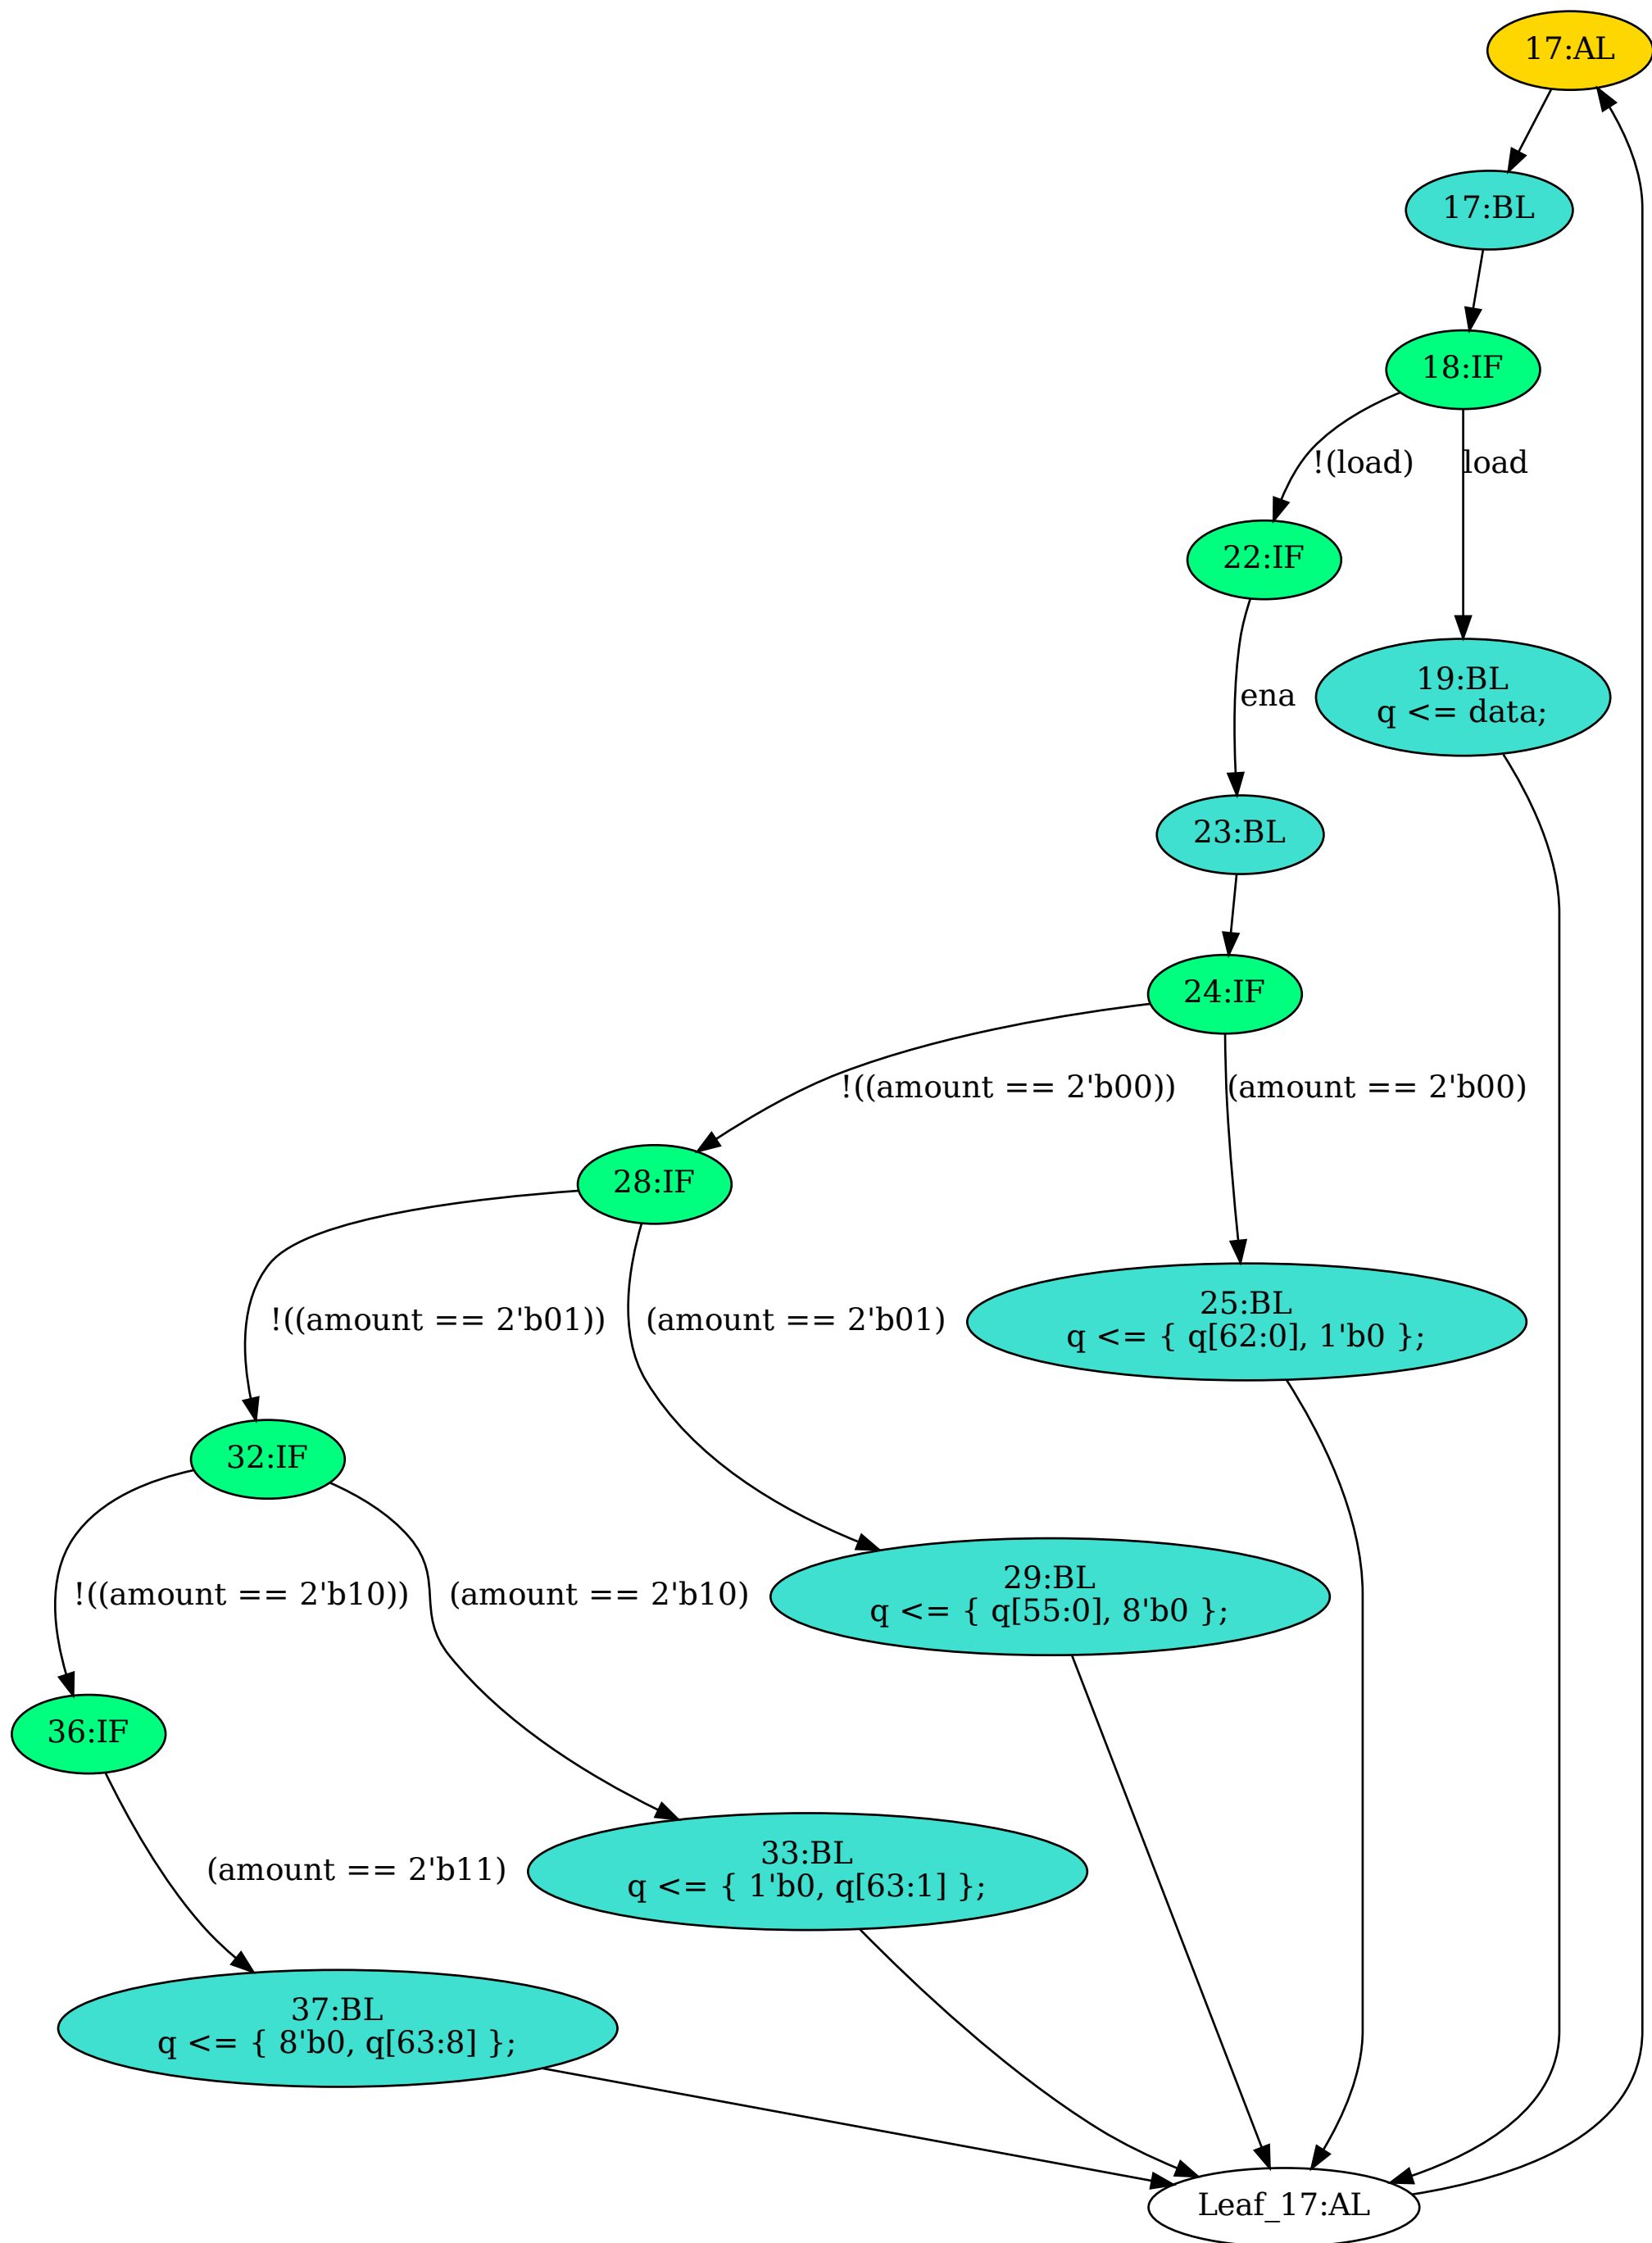 17:AL
17:BL
18:IF
!(load)
load
22:IF
ena
19:BL
q <= data;
23:BL
24:IF
!((amount == 2'b00))
(amount == 2'b00)
28:IF
!((amount == 2'b01))
(amount == 2'b01)
25:BL
q <= { q[62:0], 1'b0 };
32:IF
!((amount == 2'b10))
(amount == 2'b10)
29:BL
q <= { q[55:0], 8'b0 };
36:IF
(amount == 2'b11)
33:BL
q <= { 1'b0, q[63:1] };
37:BL
q <= { 8'b0, q[63:8] };
Leaf_17:AL